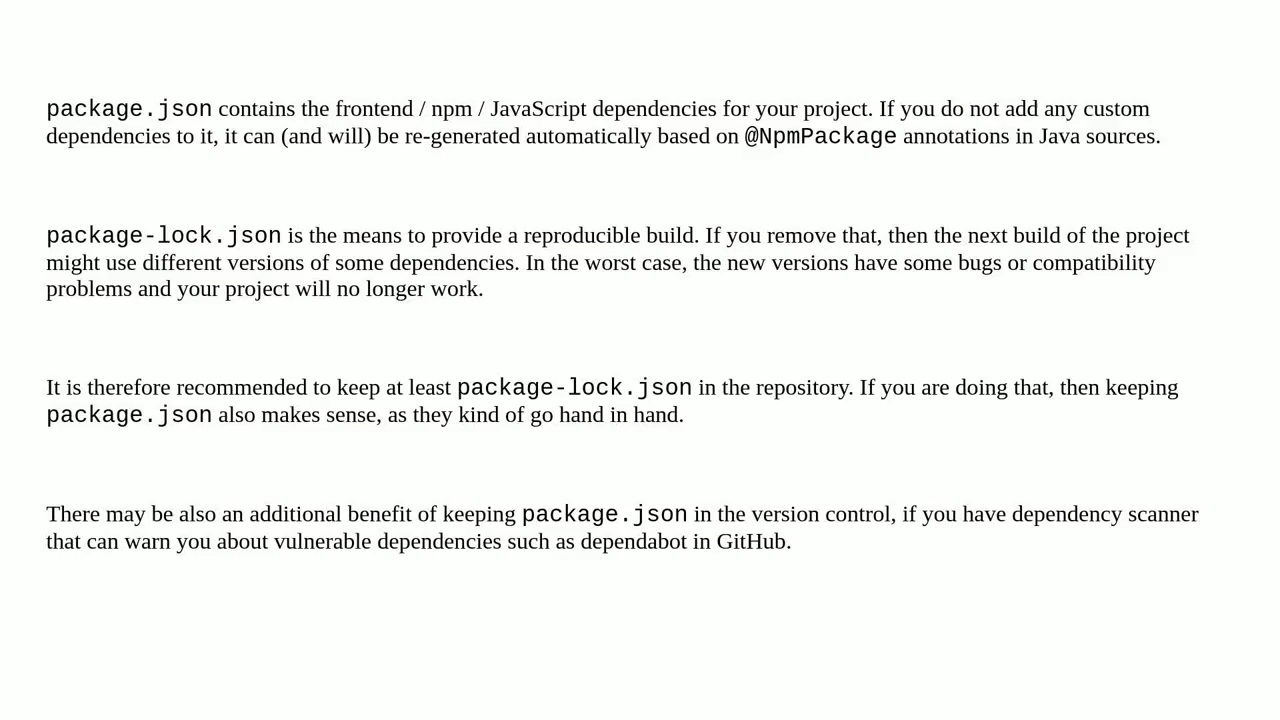 package.json contains the frontend / npm / JavaScript dependencies for your project. If you do not add any custom
dependencies to it, it can (and will) be re-generated automatically based on @NpmPackage annotations in Java sources.
package-lock.json is the means to provide a reproducible build. If you remove that, then the next build of the project
might use different versions of some dependencies. In the worst case, the new versions have some bugs or compatibility
problems and your project will no longer work.
It is therefore recommended to keep at least package-lock.json in the repository. If you are doing that, then keeping
package.json also makes sense, as they kind of go hand in hand.
There may be also an additional benefit of keeping package.json in the version control, if you have dependency scanner
that can warn you about vulnerable dependencies such as dependabot in GitHub.